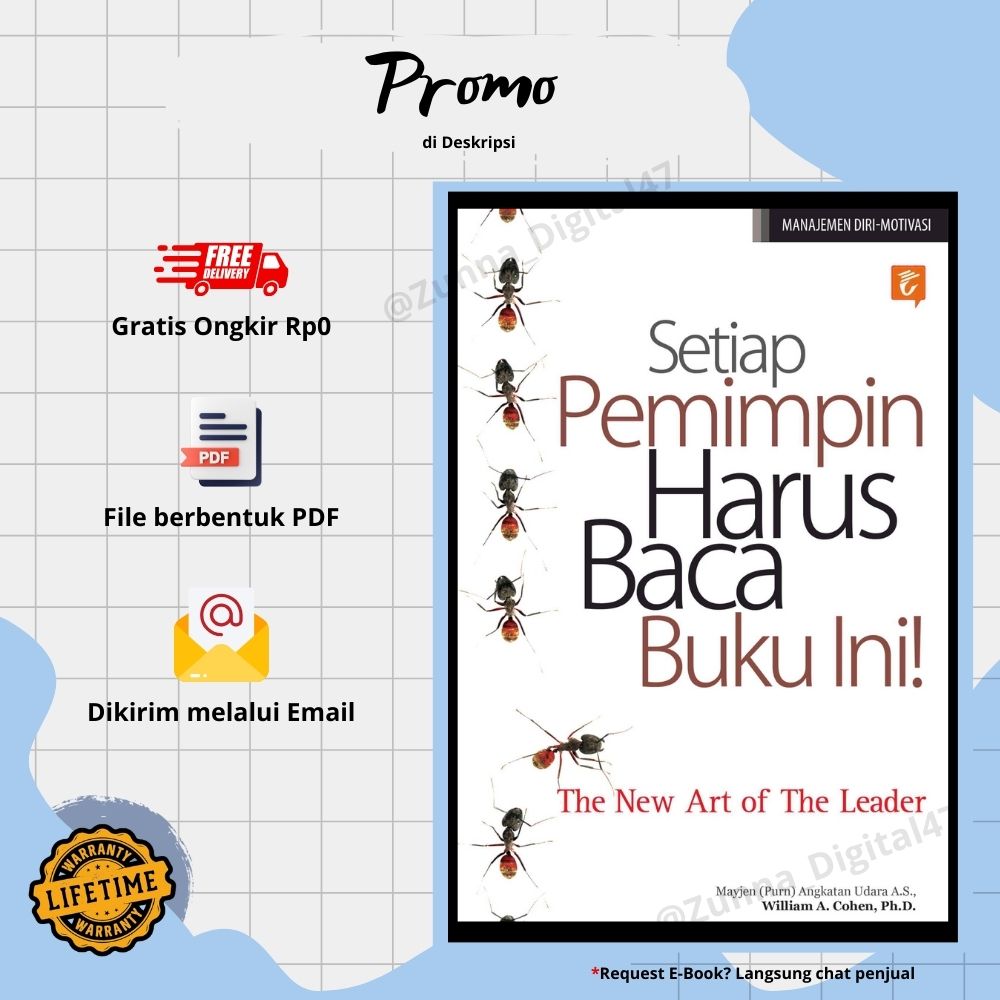 Promo
di Deskripsi
FREE
DELIVERY
Gratis Ongkir Rp0
PDF
File berbentuk PDF
@
Dikirim melalui Email
WARRANTY
LIFETIME
WARRANTY
@Zunna_Digital47
MANAJEMEN DIRI-MOTIVASI
Setiap
Pemimpin
Harus
Baca
Buku Ini!
The New Art of The Leader
Mayjen (Purn) Angkatan Udara A.S.,
William A. Cohen, Ph.D.
@Zunna_Digital47
*Request E-Book? Langsung chat penjual